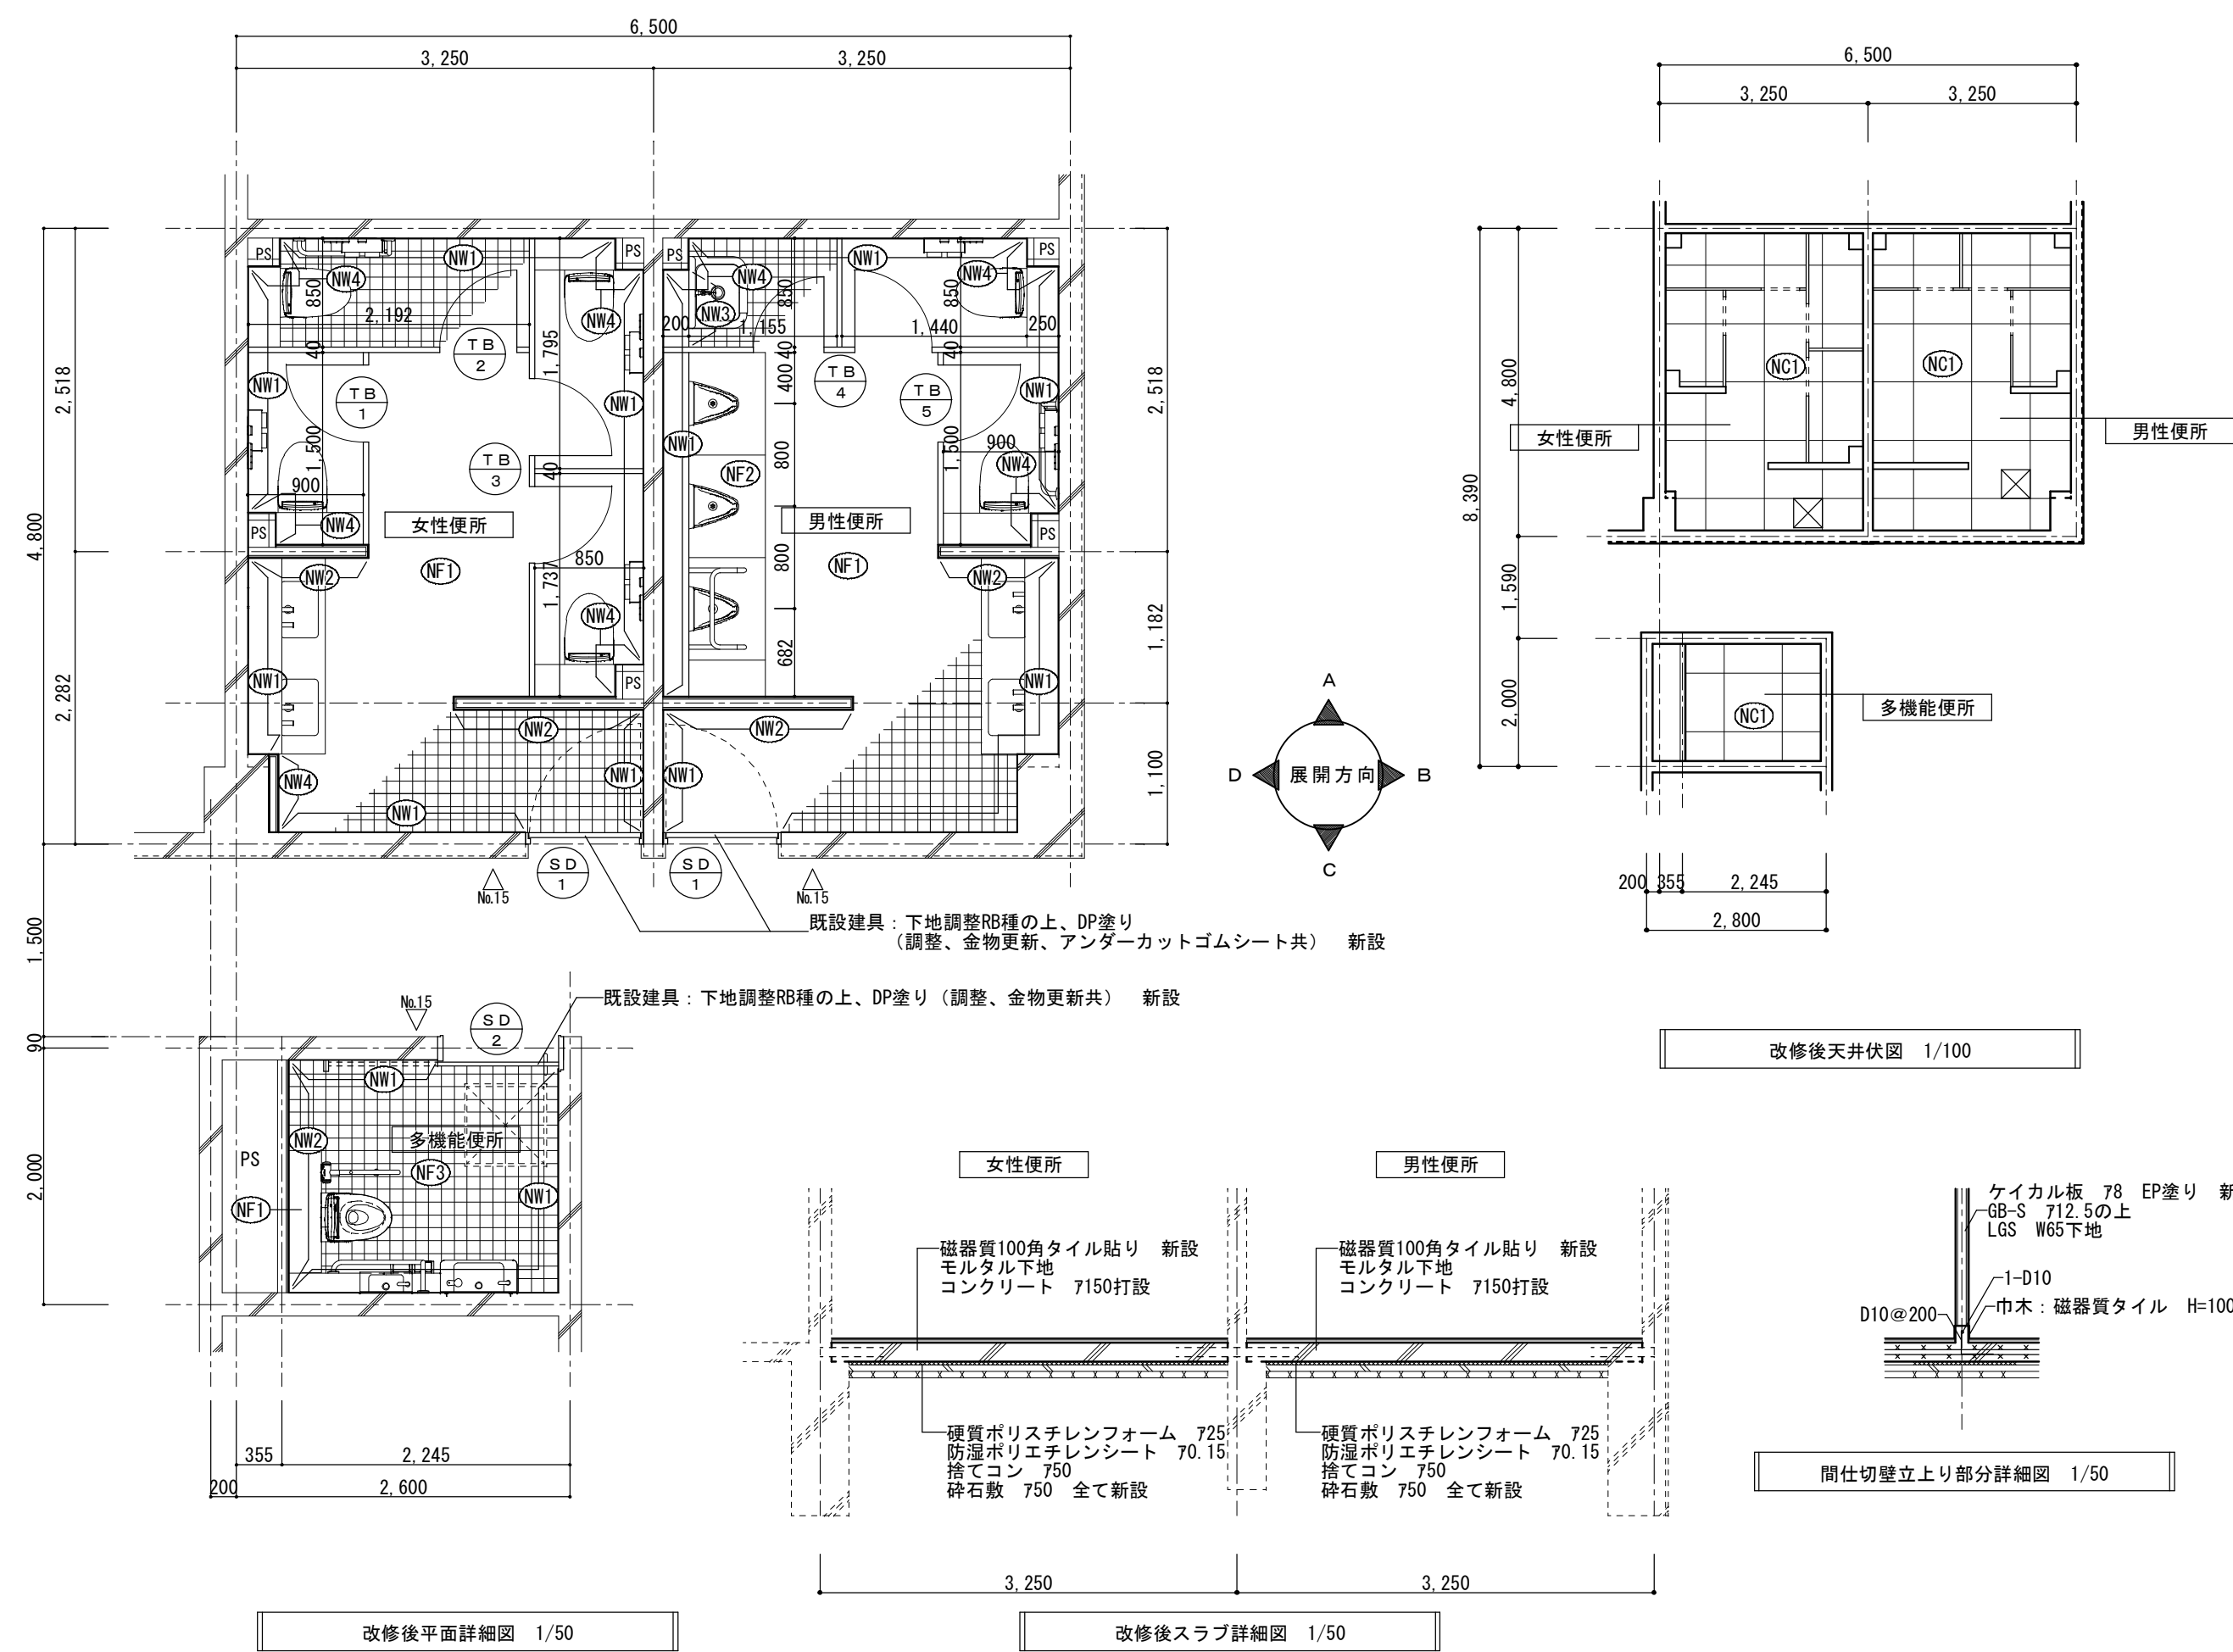 6,500
3,250
3,250
PS
PS
PS
PS
NW1
NW1
NW4
NW4
NW4
NW4
NW3
850
2,192
850
850
200
1,155
1,440
250
40
1,795
40
400
40
TB
2
TB
1
TB
4
TB
5
NW1
NW1
NW1
NW1
2,518
2,518
4,800
1,500
TB
3
40
800
NF2
1,500
900
NW4
900
NW4
PS
女性便所
男性便所
PS
NW2
NF1
850
1,737
800
NF1
NW2
1,182
NW4
682
NW1
PS
NW1
2,282
NW2
NW2
NW4
NW1
NW1
NW1
1,100
SD
1
SD
1
No.15
No.15
既設建具:下地調整RB種の上、DP塗り
(調整、金物更新、アンダーカットゴムシート共) 新設
A
D
展開方向
B
C
1,500
No.15
SD
2
既設建具:下地調整RB種の上、DP塗り(調整、金物更新共) 新設
90
NW1
NW2
多機能便所
PS
NF3
NW1
NF1
2,000
355
2,245
200
2,600
改修後平面詳細図 1/50
6,500
3,250
3,250
4,800
8,390
NC1
NC1
女性便所
男性便所
1,590
2,000
NC1
多機能便所
200
355
2,245
2,800
改修後天井伏図 1/100
女性便所
男性便所
磁器質100角タイル貼り 新設
モルタル下地
コンクリート ア150打設
磁器質100角タイル貼り 新設
モルタル下地
コンクリート ア150打設
硬質ポリスチレンフォーム ア25
防湿ポリエチレンシート ア0.15
捨てコン ア50
砕石敷 ア50 全て新設
硬質ポリスチレンフォーム ア25
防湿ポリエチレンシート ア0.15
捨てコン ア50
砕石敷 ア50 全て新設
3,250
3,250
改修後スラブ詳細図 1/50
ケイカル板 ア8 EP塗り 新
GB-S ア12.5の上
LGS W65下地
1-D10
D10@200
巾木:磁器質タイル H=100
間仕切壁立上り部分詳細図 1/50